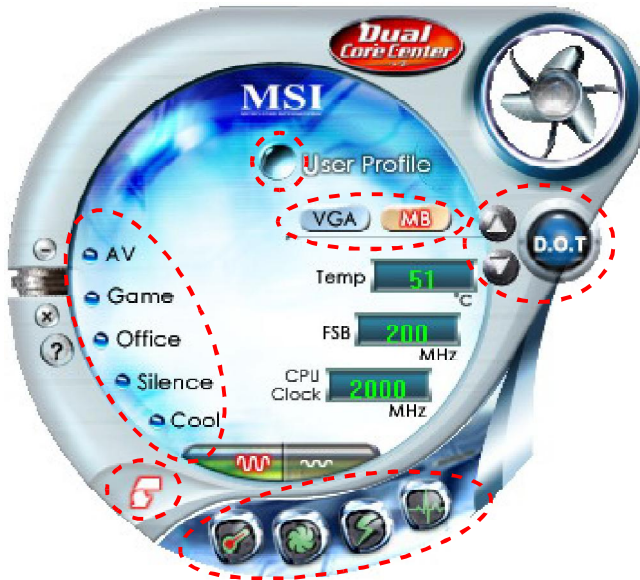 Dual
Core Center
MSI
User Profile
VGA MB
D.O.T
AV
Game
Office
Silence
Cool
Temp 51
°C
FSB 200
MHz
CPU
Clock 2000
MHz
?